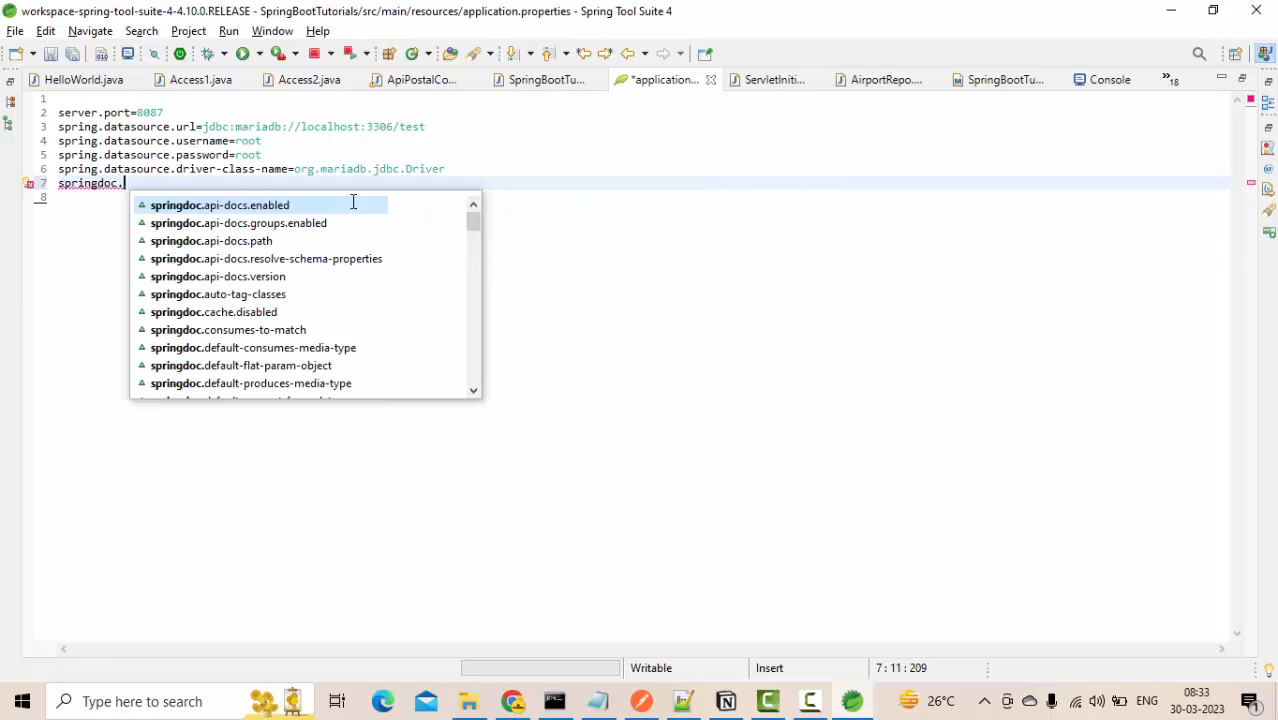 workspace-spring-tool-suite-4-4.10.0.RELEASE - SpringBootTutorials/src/main/resources/application.properties - Spring Tool Suite 4
File Edit Navigate Search Project Run Window Help
HelloWorld.java Access1.java Access2.java ApiPostalCo... SpringBootTu... *application.... ServletIniti... AirportRepo.... SpringBootTu... Console 18
1
2 server.port=8087
3 spring.datasource.url=jdbc:mariadb://localhost:3306/test
4 spring.datasource.username=root
5 spring.datasource.password=root
6 spring.datasource.driver-class-name=org.mariadb.jdbc.Driver
7 springdoc.
8
springdoc.api-docs.enabled
springdoc.api-docs.groups.enabled
springdoc.api-docs.path
springdoc.api-docs.resolve-schema-properties
springdoc.api-docs.version
springdoc.auto-tag-classes
springdoc.cache.disabled
springdoc.consumes-to-match
springdoc.default-consumes-media-type
springdoc.default-flat-param-object
springdoc.default-produces-media-type
Writable Insert 7 : 11 : 209
Type here to search 26°C ENG 08:33
30-03-2023